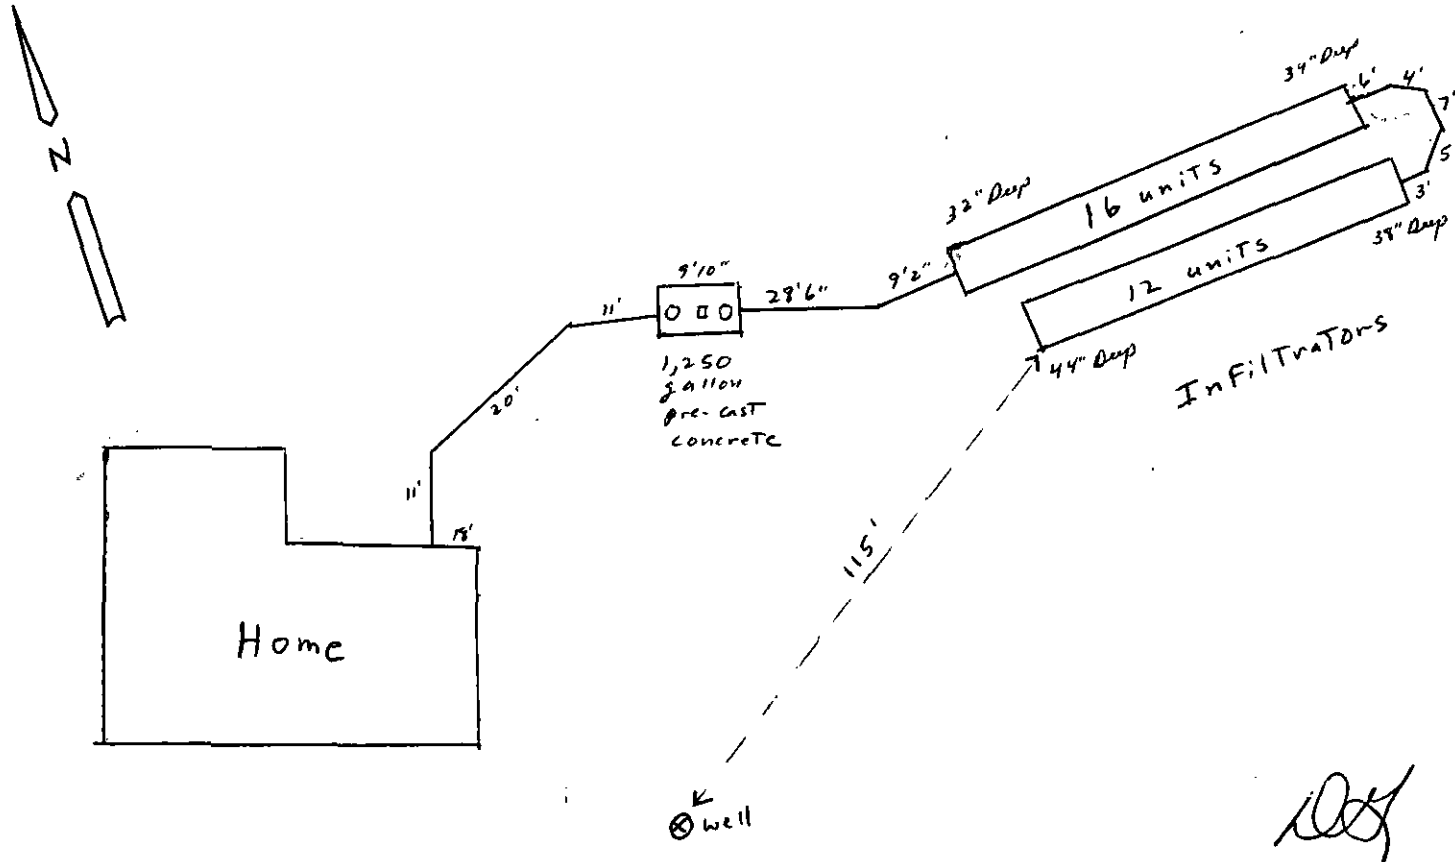 N
34" Deep
6'
4'
7'
5
3'
38" Deep
32" Deep
16 units
12 units
9'2"
28'6"
9'10"
11'
20'
1,250
gallon
pre-cast
concrete
44" Deep
InFilTraTors
11'
18'
Home
115'
well